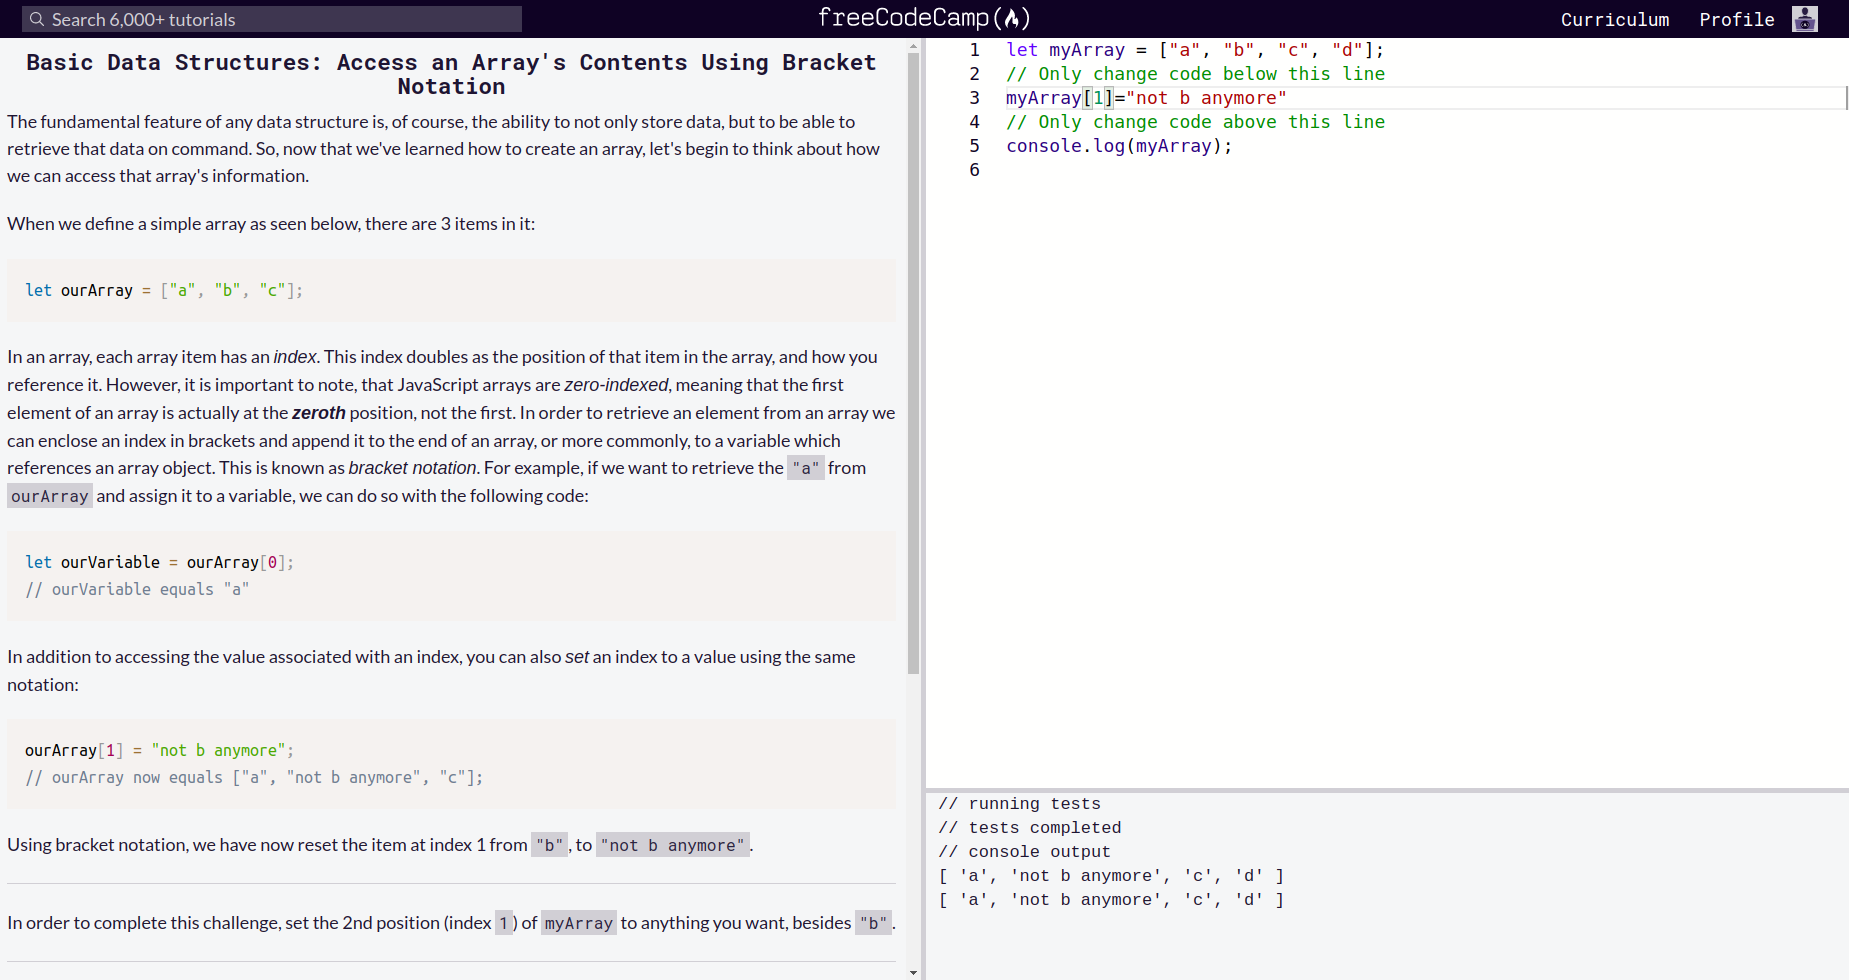 Search 6,000+ tutorials
freeCodeCamp(🔥)
Curriculum
Profile
Basic Data Structures: Access an Array's Contents Using Bracket
Notation
The fundamental feature of any data structure is, of course, the ability to not only store data, but to be able to
retrieve that data on command. So, now that we've learned how to create an array, let's begin to think about how
we can access that array's information.
When we define a simple array as seen below, there are 3 items in it:
let ourArray = ["a", "b", "c"];
In an array, each array item has an index. This index doubles as the position of that item in the array, and how you
reference it. However, it is important to note, that JavaScript arrays are zero-indexed, meaning that the first
element of an array is actually at the zeroth position, not the first. In order to retrieve an element from an array we
can enclose an index in brackets and append it to the end of an array, or more commonly, to a variable which
references an array object. This is known as bracket notation. For example, if we want to retrieve the "a" from
ourArray and assign it to a variable, we can do so with the following code:
let ourVariable = ourArray[0];
// ourVariable equals "a"
In addition to accessing the value associated with an index, you can also set an index to a value using the same
notation:
ourArray[1] = "not b anymore";
// ourArray now equals ["a", "not b anymore", "c"];
Using bracket notation, we have now reset the item at index 1 from "b", to "not b anymore".
In order to complete this challenge, set the 2nd position (index 1) of myArray to anything you want, besides "b".
1 let myArray = ["a", "b", "c", "d"];
2 // Only change code below this line
3 myArray[1]="not b anymore"
4 // Only change code above this line
5 console.log(myArray);
6
// running tests
// tests completed
// console output
[ 'a', 'not b anymore', 'c', 'd' ]
[ 'a', 'not b anymore', 'c', 'd' ]